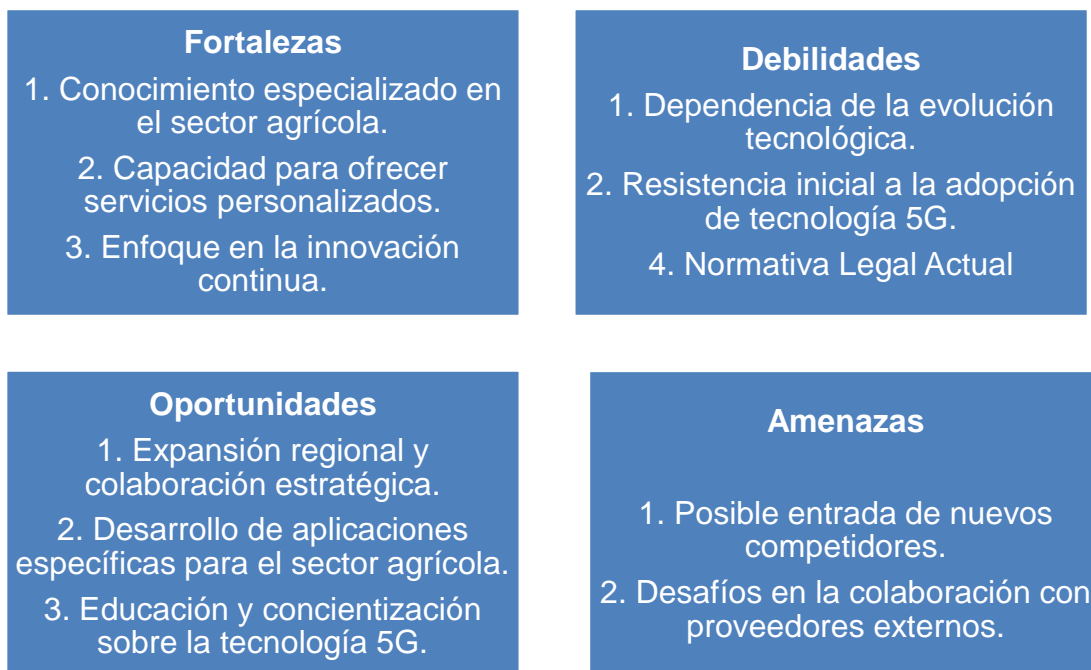 Fortalezas
1. Conocimiento especializado en
el sector agrícola.
2. Capacidad para ofrecer
servicios personalizados.
3. Enfoque en la innovación
continua.
Debilidades
1. Dependencia de la evolución
tecnológica.
2. Resistencia inicial a la adopción
de tecnología 5G.
4. Normativa Legal Actual
Oportunidades
1. Expansión regional y
colaboración estratégica.
2. Desarrollo de aplicaciones
específicas para el sector agrícola.
3. Educación y concientización
sobre la tecnología 5G.
Amenazas
1. Posible entrada de nuevos
competidores.
2. Desafíos en la colaboración con
proveedores externos.